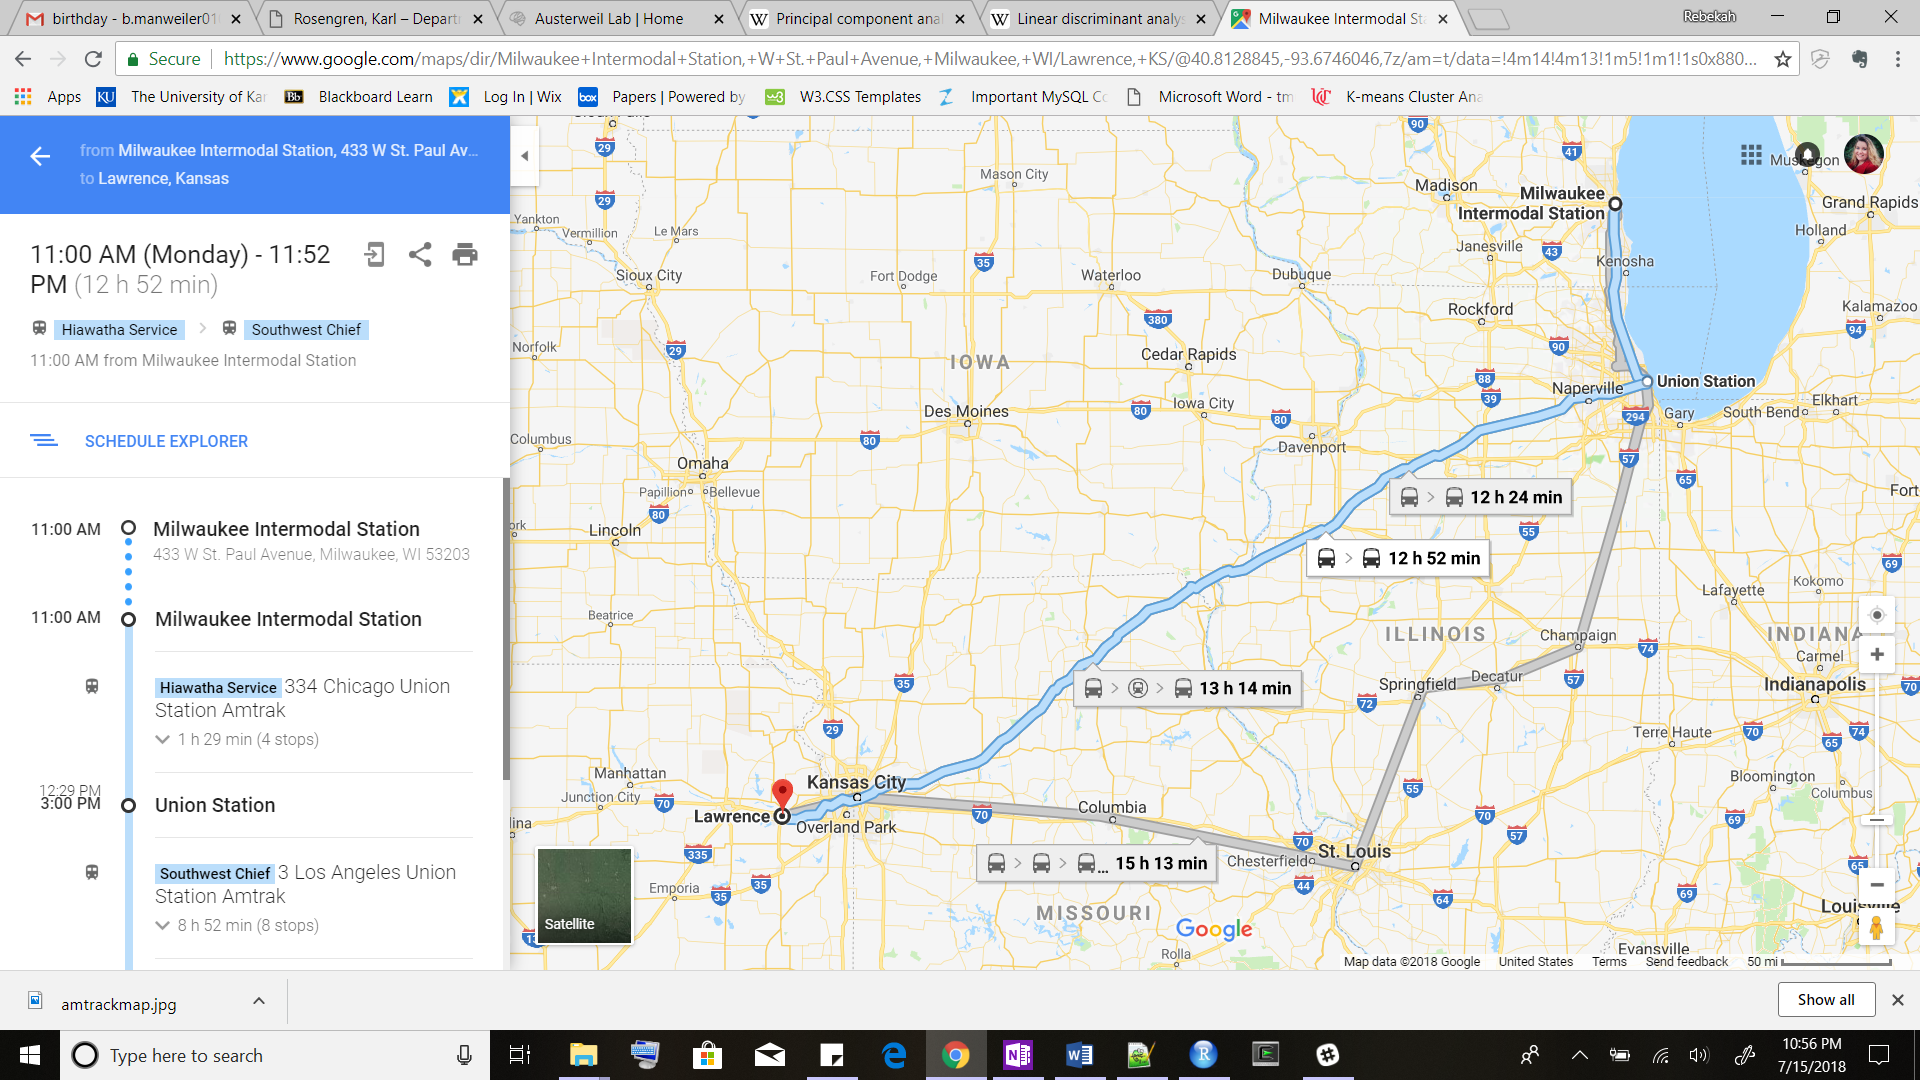 birthday - b.manweiler01
Rosengren, Karl – Depart
Austerweil Lab | Home
Principal component ana
Linear discriminant analys
Milwaukee Intermodal Sta
Rebekah
Secure
https://www.google.com/maps/dir/Milwaukee+Intermodal+Station,+W+St.+Paul+Avenue,+Milwaukee,+WI/Lawrence,+KS/@40.8128845,-93.6746046,7z/am=t/data=!4m14!4m13!1m5!1m1!1s0x880...
Apps
KU The University of Kan
Bb Blackboard Learn
Log In | Wix
box Papers | Powered by
W3.CSS Templates
Important MySQL Co
Microsoft Word - tm
UC K-means Cluster Ana
from Milwaukee Intermodal Station, 433 W St. Paul Av...
to Lawrence, Kansas
11:00 AM (Monday) - 11:52
PM (12 h 52 min)
Hiawatha Service
Southwest Chief
11:00 AM from Milwaukee Intermodal Station
SCHEDULE EXPLORER
11:00 AM Milwaukee Intermodal Station
433 W St. Paul Avenue, Milwaukee, WI 53203
11:00 AM Milwaukee Intermodal Station
Hiawatha Service 334 Chicago Union
Station Amtrak
1 h 29 min (4 stops)
12:29 PM
3:00 PM Union Station
Southwest Chief 3 Los Angeles Union
Station Amtrak
8 h 52 min (8 stops)
Sioux Falls
29
90
41
Muskegon
Mason City
Madison
Milwaukee
Intermodal Station
29
Grand Rapids
Yankton
Vermillion
Le Mars
Holland
Janesville
43
35
Kenosha
Sioux City
Fort Dodge
Waterloo
Dubuque
Rockford
Kalamazoo
380
94
Norfolk
29
IOWA
Cedar Rapids
90
88
Naperville
Union Station
39
Des Moines
80
Iowa City
80
294
Gary
South Bend
Elkhart
Columbus
80
Davenport
57
Omaha
Papillion
Bellevue
65
Fort
12 h 24 min
80
Lincoln
55
12 h 52 min
69
Kokomo
Lafayette
Beatrice
ILLINOIS
Champaign
INDIANA
74
Carmel
35
Springfield
Decatur
57
Indianapolis
70
13 h 14 min
72
29
Terre Haute
70
74
65
Manhattan
Kansas City
Bloomington
Junction City
70
55
Columbus
Lawrence
Overland Park
70
Columbia
70
57
69
lina
335
15 h 13 min
Chesterfield
St. Louis
65
Emporia
35
35
44
64
69
MISSOURI
Louisville
Google
Evansville
Rolla
Satellite
Map data ©2018 Google
United States
Terms
Send feedback
50 mi
amtrackmap.jpg
Show all
Type here to search
10:56 PM
7/15/2018